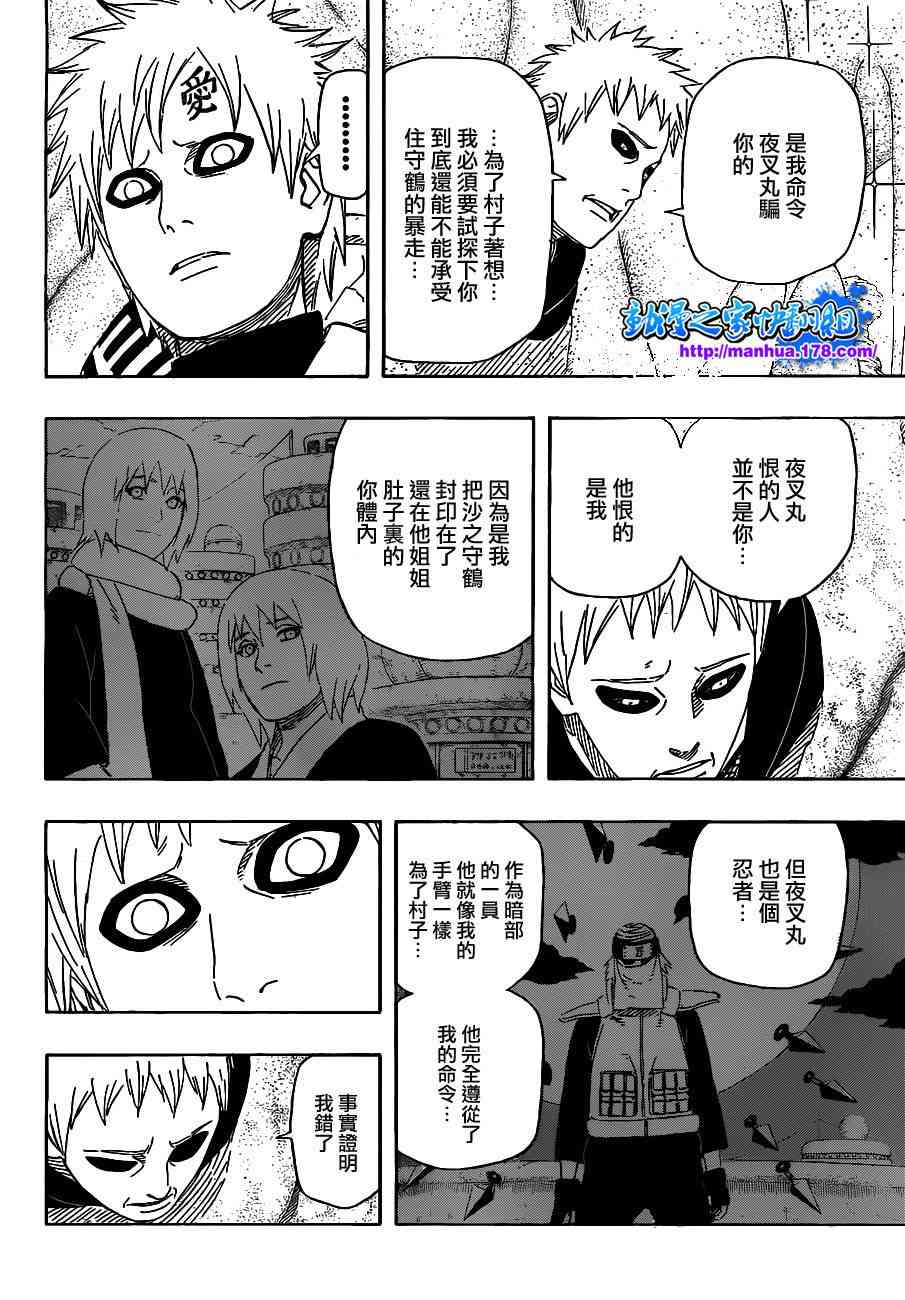 是我命令
夜叉丸騙
你的
…為了村子著想…
我必須要試探下你
到底還能不能承受
住守鶴的暴走…
………
愛
動漫之家快翻組
http://manhua.178.com/
夜叉丸
恨的人
並不是你…
他恨的
是我
因為是我
把沙之守鶴
封印在了
還在他姐姐
肚子裏的
你體內
但夜叉丸
也是個
忍者…
作為暗部
的一員
他就像我的
手臂一樣
為了村子…
他完全遵從了
我的命令…
事實證明
我錯了